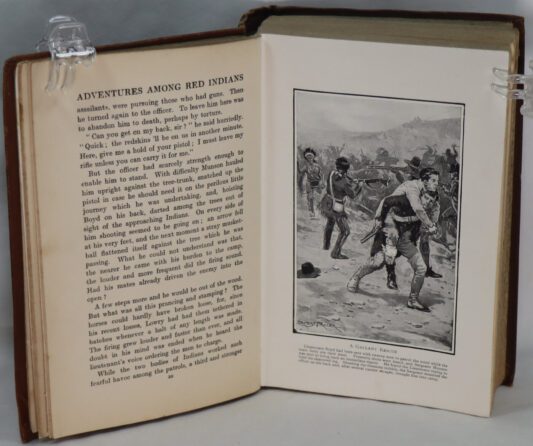 ADVENTURES AMONG RED INDIANS
assailants, were pursuing those who had guns. Then
he turned again to the officer. To leave him here was
to abandon him to death, perhaps by torture.
"Can you get on my back, sir?" he said hurriedly.
"Quick; the redskins 'll be on us in another minute.
Here, give me a hold of your pistol; I must leave my
rifle unless you can carry it for me."
But the officer had scarcely strength enough to
enable him to stand. With difficulty Munson hauled
him upright against the tree-trunk, snatched up the
pistol in case he should need it on the perilous little
journey which he was undertaking, and, hoisting
Boyd on his back, darted among the trees out of
sight of the approaching Indians. On every side of
him shooting seemed to be going on; an arrow fell
at his very feet, and the next moment a stray musket-
ball flattened itself against the tree which he was
passing. What he could not understand was that,
the nearer he came with his burden to the camp,
the louder and more frequent did the firing sound.
Had his mates already driven the enemy into the
open?
A few steps more and he would be out of the wood.
But what was all this prancing and stamping? The
horses could hardly have broken loose, for, since
his recent losses, Lowry had had them tethered in
batches whenever a halt of any length was made.
The firing grew louder and faster than ever, and all
doubt in his mind was ended when he heard the
lieutenant's voice ordering the men to charge.
While the two bodies of Indians worked such
fearful havoc among the patrols, a third and stronger
A GALLANT RESCUE